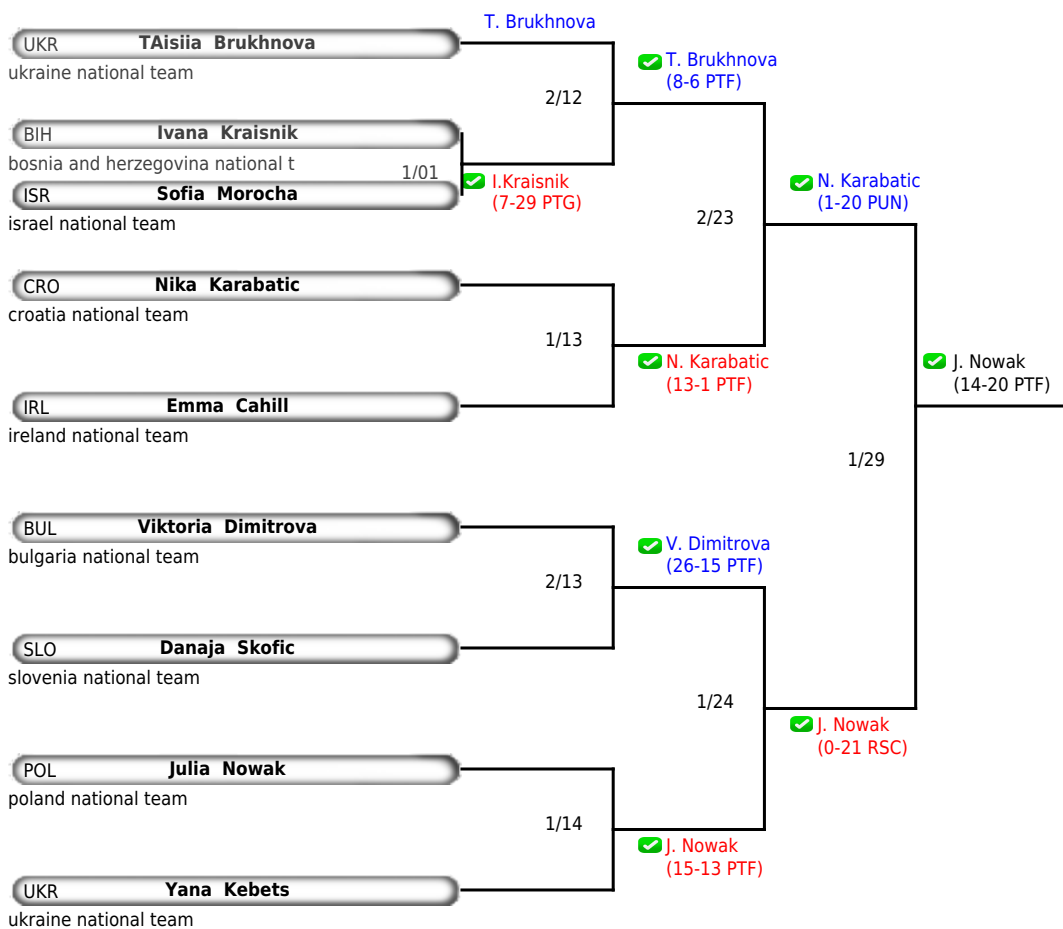 T. Brukhnova
UKR TAisiia Brukhnova
ukraine national team
T. Brukhnova
(8-6 PTF)
2/12
BIH Ivana Kraisnik
bosnia and herzegovina national t
1/01
I.Kraisnik
(7-29 PTG)
ISR Sofia Morocha
israel national team
N. Karabatic
(1-20 PUN)
2/23
CRO Nika Karabatic
croatia national team
1/13
N. Karabatic
(13-1 PTF)
J. Nowak
(14-20 PTF)
IRL Emma Cahill
ireland national team
1/29
BUL Viktoria Dimitrova
bulgaria national team
V. Dimitrova
(26-15 PTF)
2/13
SLO Danaja Skofic
slovenia national team
1/24
J. Nowak
(0-21 RSC)
POL Julia Nowak
poland national team
1/14
J. Nowak
(15-13 PTF)
UKR Yana Kebets
ukraine national team